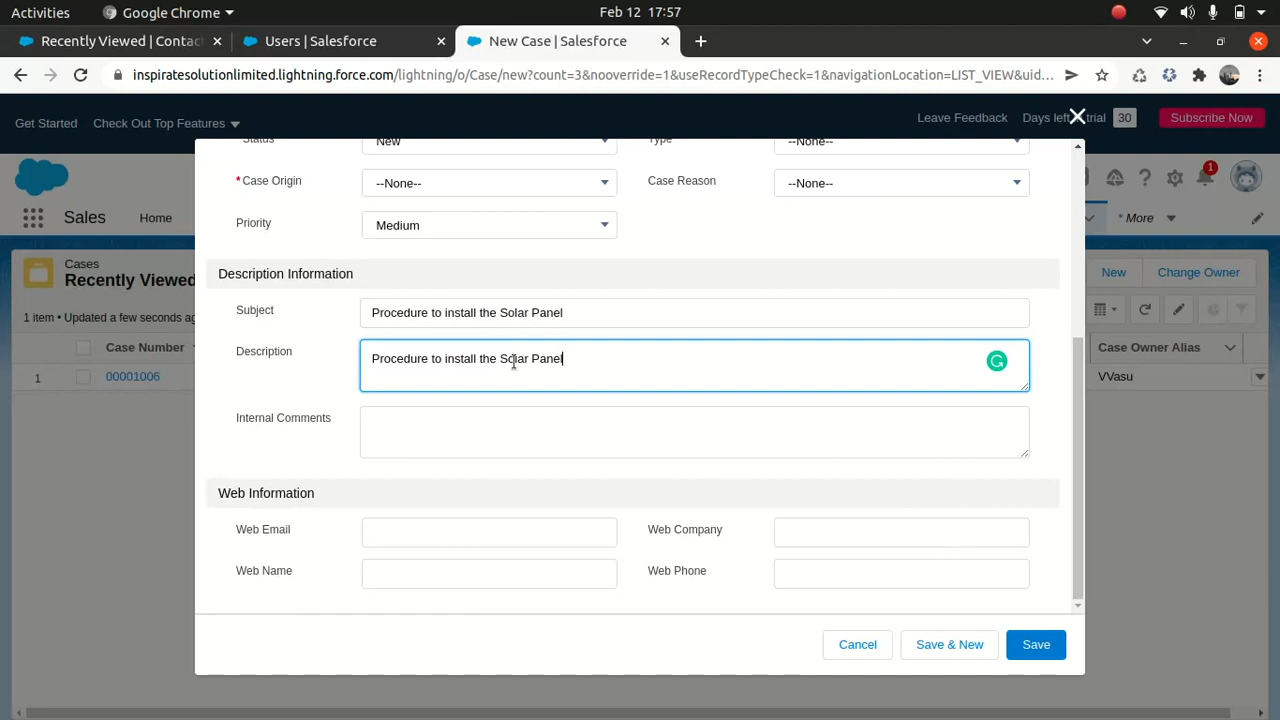 Activities Google Chrome Feb 12 17:57
Recently Viewed | Contac Users | Salesforce New Case | Salesforce
inspiratesolutionlimited.lightning.force.com/lightning/o/Case/new?count=3&nooverride=1&useRecordTypeCheck=1&navigationLocation=LIST_VIEW&uid...
Get Started Check Out Top Features Leave Feedback Days left trial 30 Subscribe Now
Status New Type --None--
*Case Origin --None-- Case Reason --None--
1
Sales Home * More
Priority Medium
Cases
Recently Viewed New Change Owner
Description Information
1 item • Updated a few seconds ag
Subject Procedure to install the Solar Panel
Case Number Case Owner Alias
Description Procedure to install the Solar Panel
1 00001006 VVasu
Internal Comments
Web Information
Web Email Web Company
Web Name Web Phone
Cancel Save & New Save